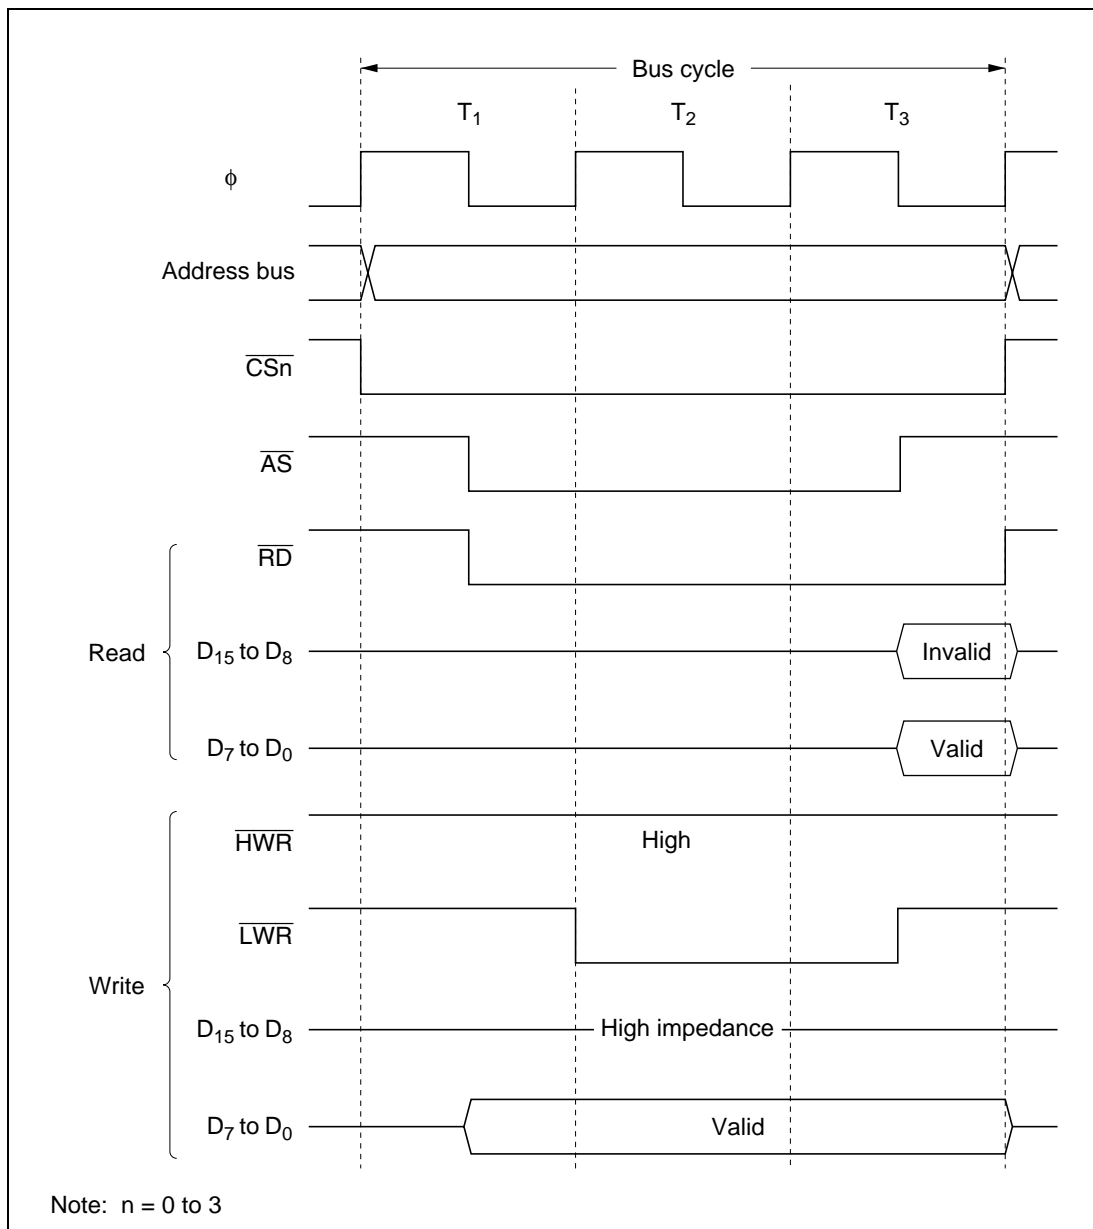 Bus cycle
T1 T2 T3
ϕ
Address bus
CSn
AS
RD
Read
D15 to D8 Invalid
D7 to D0 Valid
HWR High
LWR
Write
D15 to D8 High impedance
D7 to D0 Valid
Note: n = 0 to 3